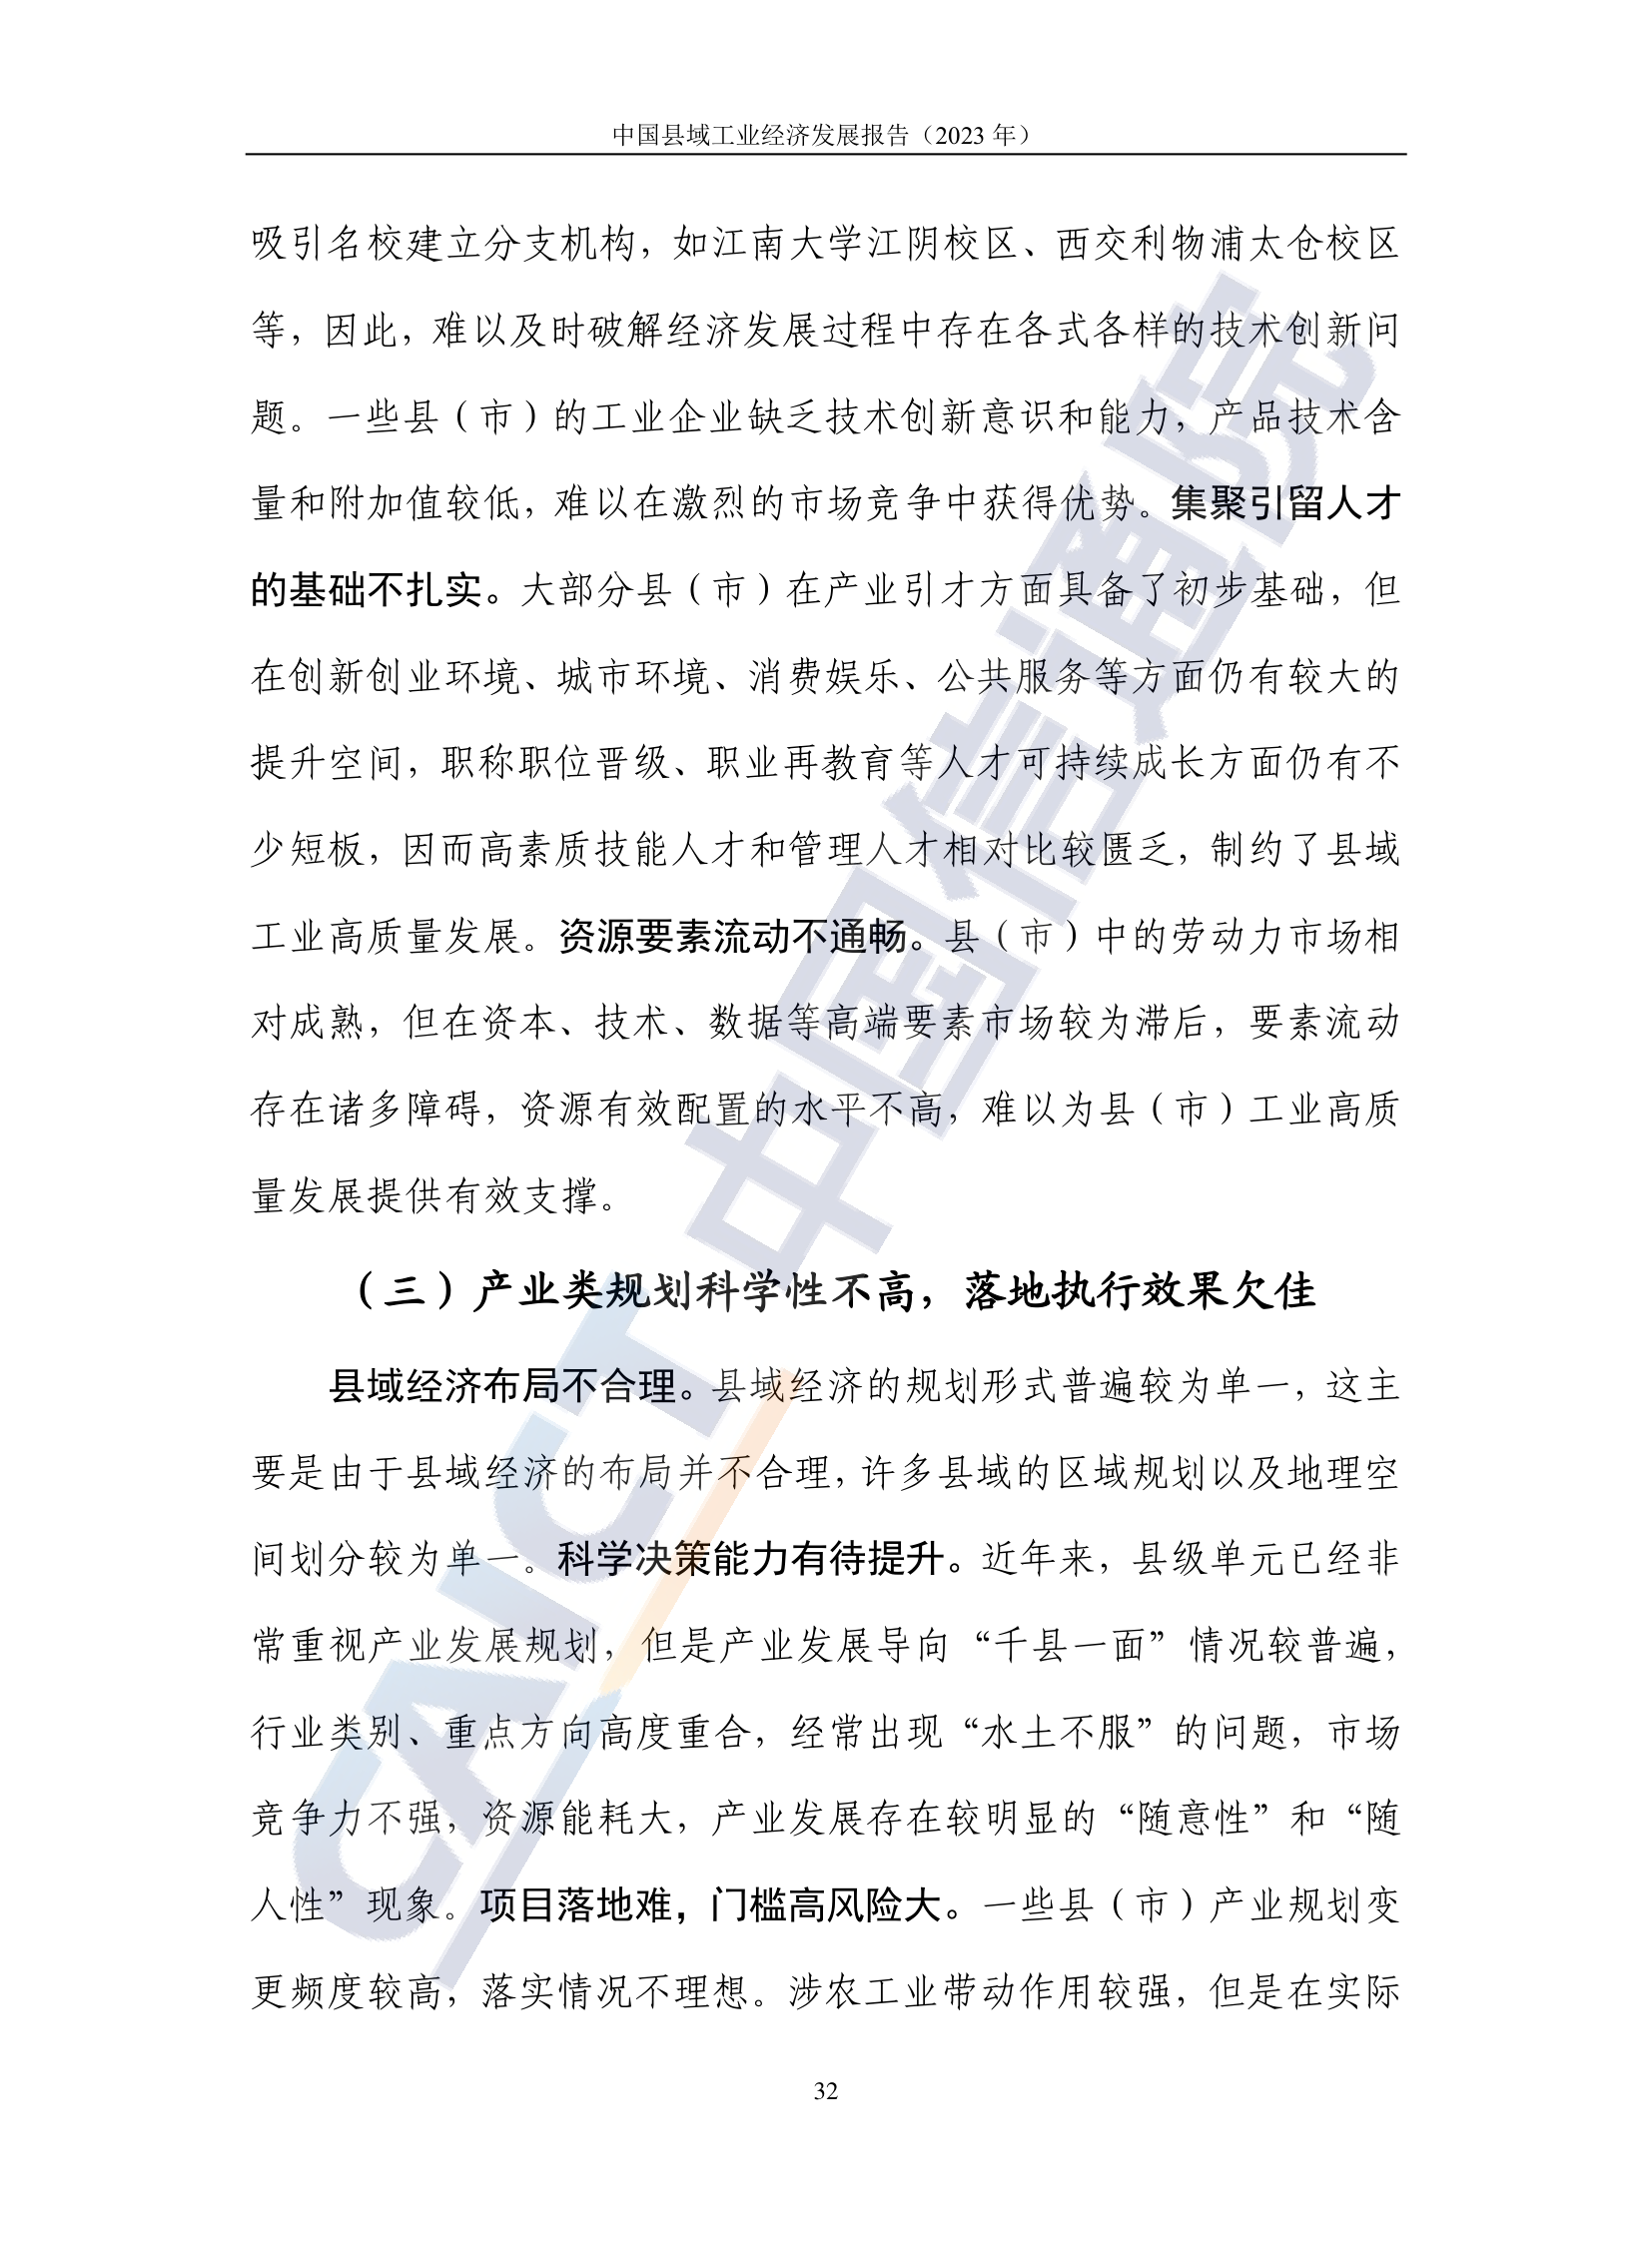 中国县域工业经济发展报告（2023 年）
吸引名校建立分支机构，如江南大学江阴校区、西交利物浦太仓校区
等，因此，难以及时破解经济发展过程中存在各式各样的技术创新问
题。一些县（市）的工业企业缺乏技术创新意识和能力，产品技术含
量和附加值较低，难以在激烈的市场竞争中获得优势。集聚引留人才
的基础不扎实。大部分县（市）在产业引才方面具备了初步基础，但
在创新创业环境、城市环境、消费娱乐、公共服务等方面仍有较大的
提升空间，职称职位晋级、职业再教育等人才可持续成长方面仍有不
少短板，因而高素质技能人才和管理人才相对比较匮乏，制约了县域
工业高质量发展。资源要素流动不通畅。县（市）中的劳动力市场相
对成熟，但在资本、技术、数据等高端要素市场较为滞后，要素流动
存在诸多障碍，资源有效配置的水平不高，难以为县（市）工业高质
量发展提供有效支撑。
（三）产业类规划科学性不高，落地执行效果欠佳
县域经济布局不合理。县域经济的规划形式普遍较为单一，这主
要是由于县域经济的布局并不合理，许多县域的区域规划以及地理空
间划分较为单一。科学决策能力有待提升。近年来，县级单元已经非
常重视产业发展规划，但是产业发展导向“千县一面”情况较普遍，
行业类别、重点方向高度重合，经常出现“水土不服”的问题，市场
竞争力不强，资源能耗大，产业发展存在较明显的“随意性”和“随
人性”现象。项目落地难，门槛高风险大。一些县（市）产业规划变
更频度较高，落实情况不理想。涉农工业带动作用较强，但是在实际
32
CAICT 中国信通院